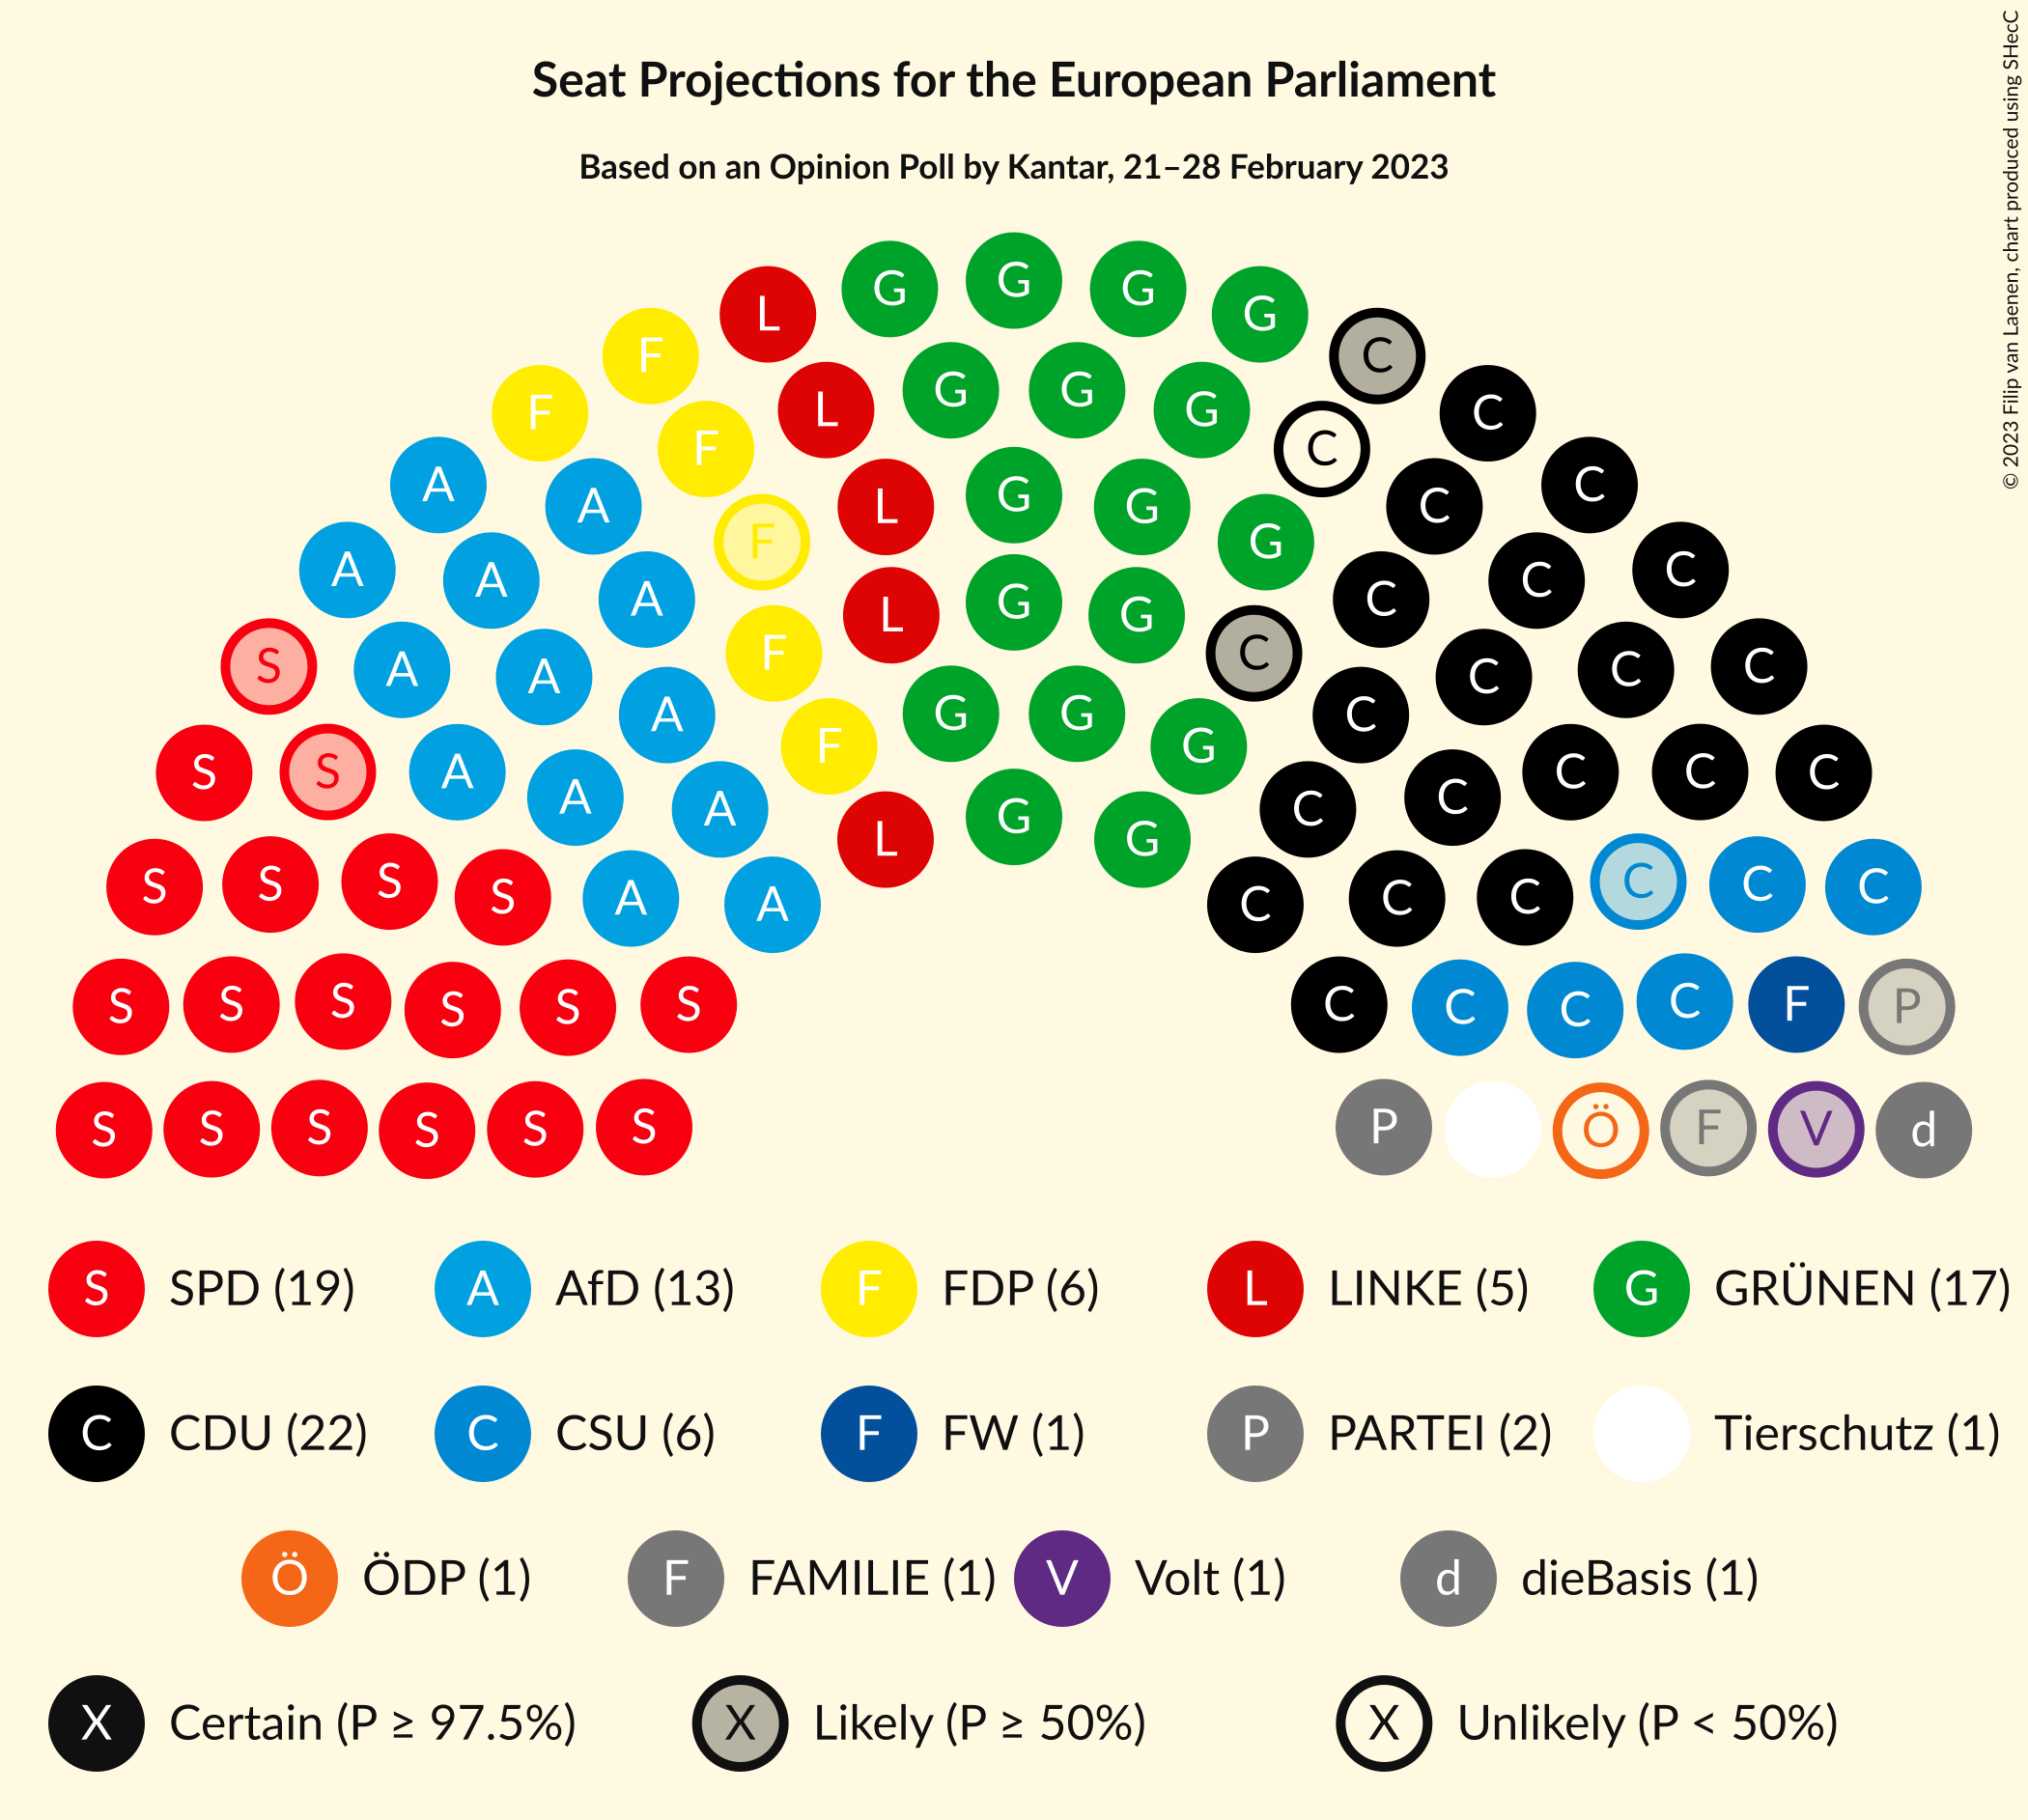 Seat Projections for the European Parliament
Based on an Opinion Poll by Kantar, 21–28 February 2023
© 2023 Filip van Laenen, chart produced using SHecC
G
L G G G
F C
L G G G
F C
F C
A L G G C
A G C
F
A A C C
A L G G C
S A F C C
A A C C
A C
G G
S S A F G C C C
A A C C
L G G
S S S S A A C C C C C C
S S S S S S C C C C F P
S S S S S S P Ö F V d
S SPD (19) A AfD (13) F FDP (6) L LINKE (5) G GRÜNEN (17)
C CDU (22) C CSU (6) F FW (1) P PARTEI (2) Tierschutz (1)
Ö ÖDP (1) F FAMILIE (1) V Volt (1) d dieBasis (1)
X Certain (P ≥ 97.5%) X Likely (P ≥ 50%) X Unlikely (P < 50%)